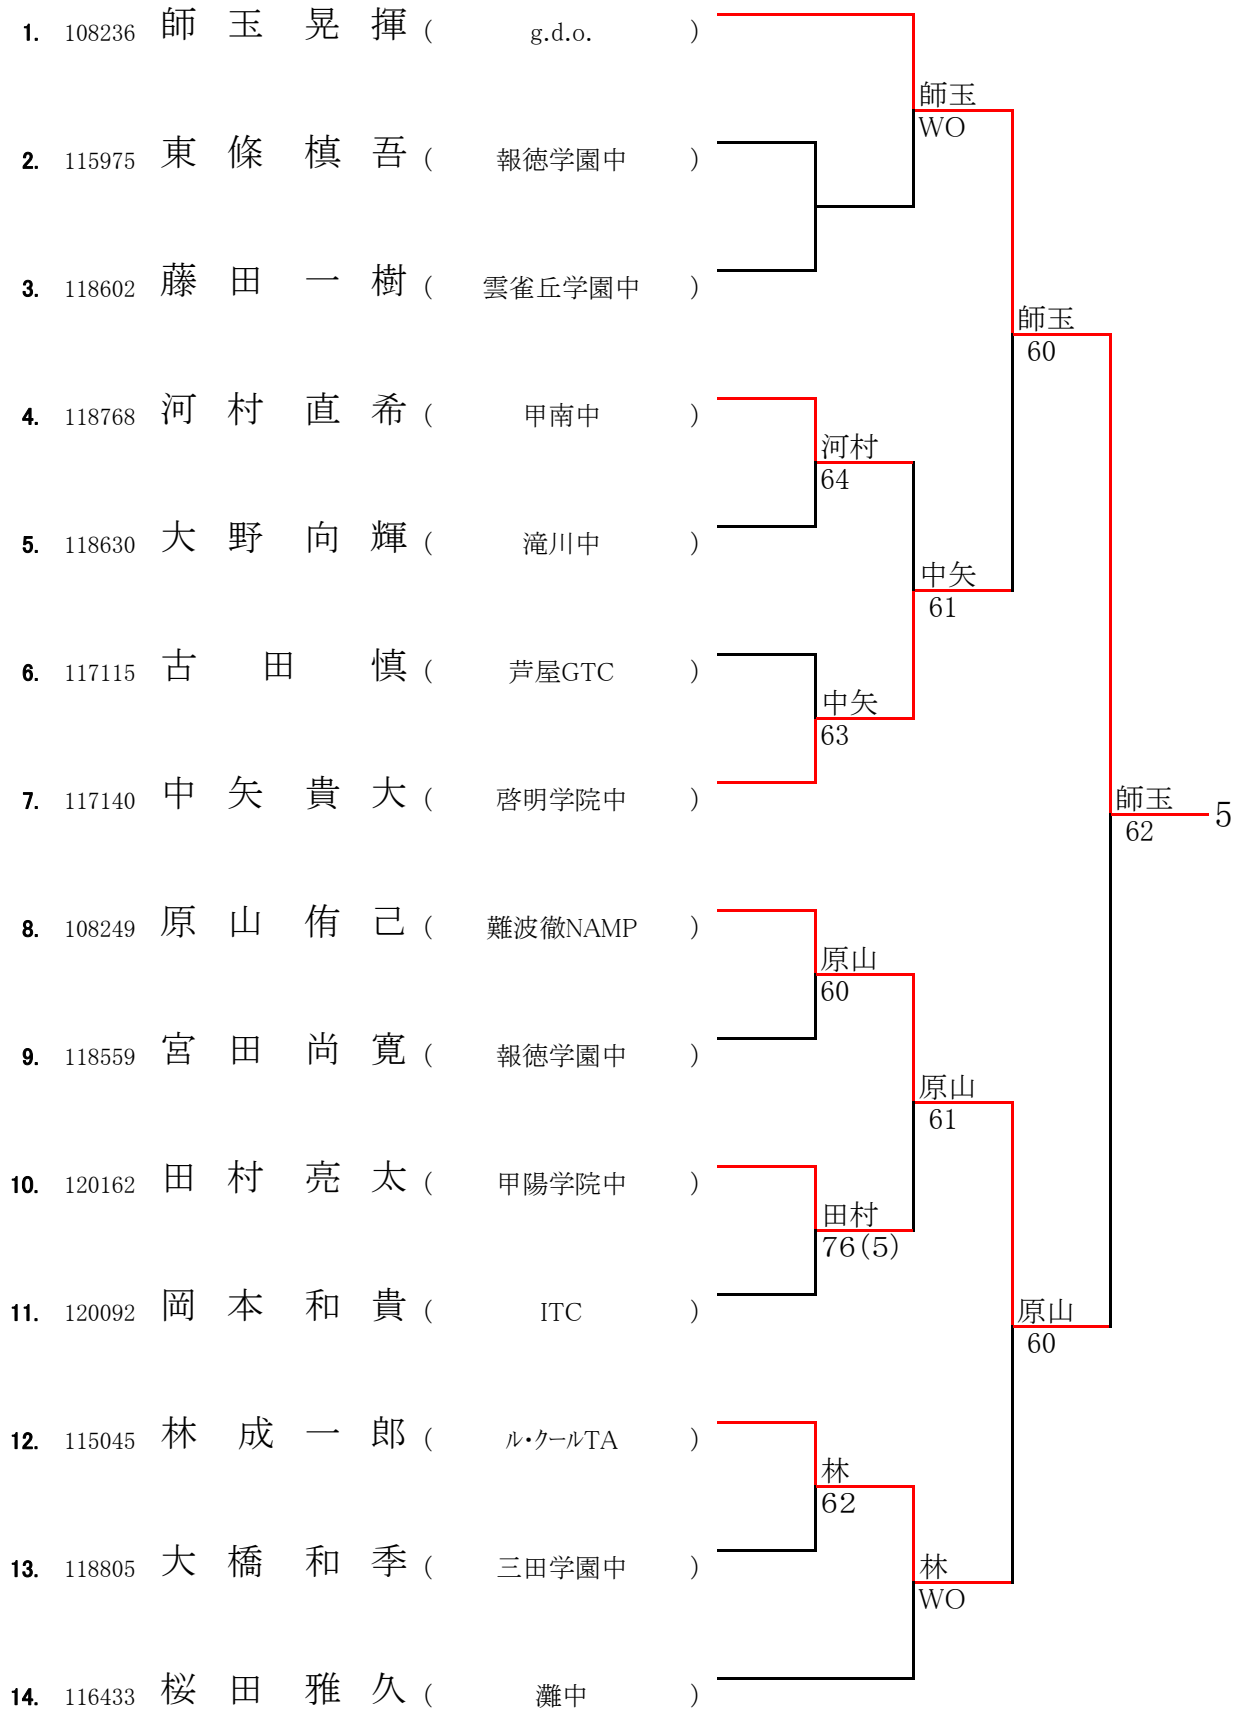 1. 108236 師玉晃揮 ( g.d.o. )
師玉
WO
2. 115975 東條槙吾 ( 報徳学園中 )
3. 118602 藤田一樹 ( 雲雀丘学園中 )
師玉
60
4. 118768 河村直希 ( 甲南中 )
河村
64
5. 118630 大野向輝 ( 滝川中 )
中矢
61
6. 117115 古田慎 ( 芦屋GTC )
中矢
63
7. 117140 中矢貴大 ( 啓明学院中 )
師玉
62
5
8. 108249 原山侑己 ( 難波徹NAMP )
原山
60
9. 118559 宮田尚寛 ( 報徳学園中 )
原山
61
10. 120162 田村亮太 ( 甲陽学院中 )
田村
76(5)
11. 120092 岡本和貴 ( ITC )
原山
60
12. 115045 林成一郎 ( ル・クールTA )
林
62
13. 118805 大橋和季 ( 三田学園中 )
林
WO
14. 116433 桜田雅久 ( 灘中 )